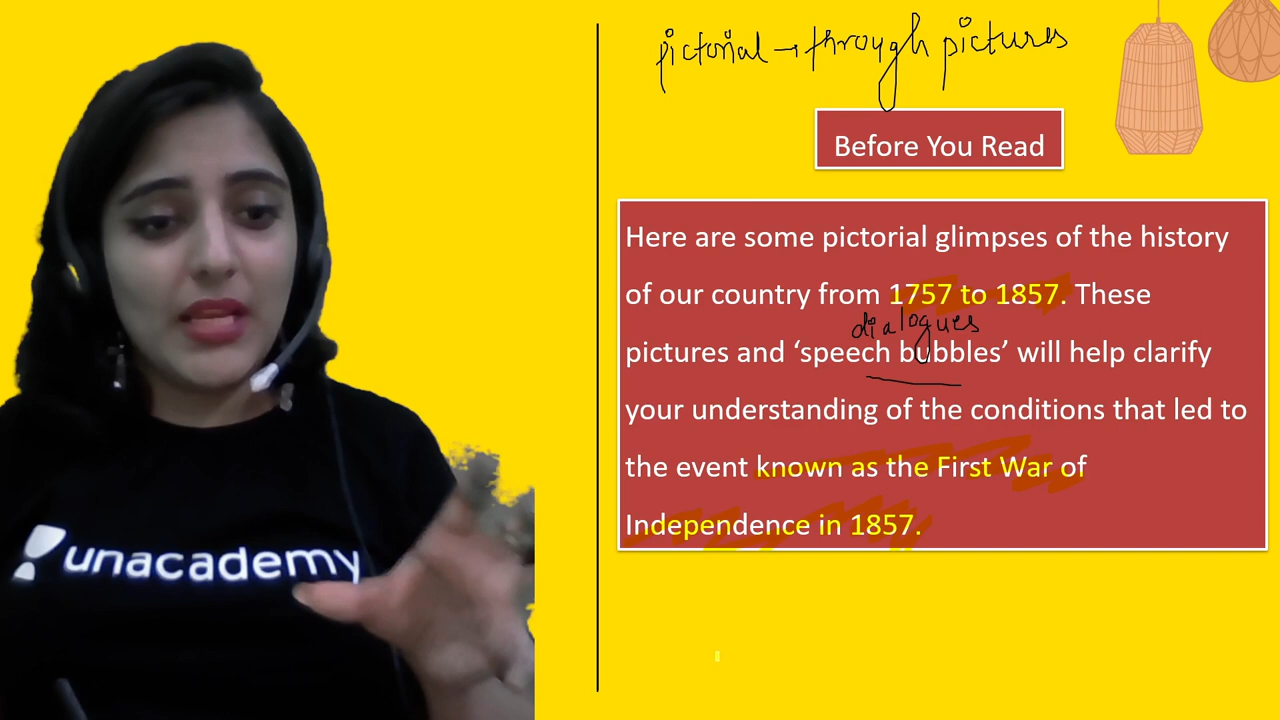 pictorial → through pictures
Before You Read
Here are some pictorial glimpses of the history
of our country from 1757 to 1857. These
dialogues
pictures and ‘speech bubbles’ will help clarify
your understanding of the conditions that led to
the event known as the First War of
Independence in 1857.
unacademy